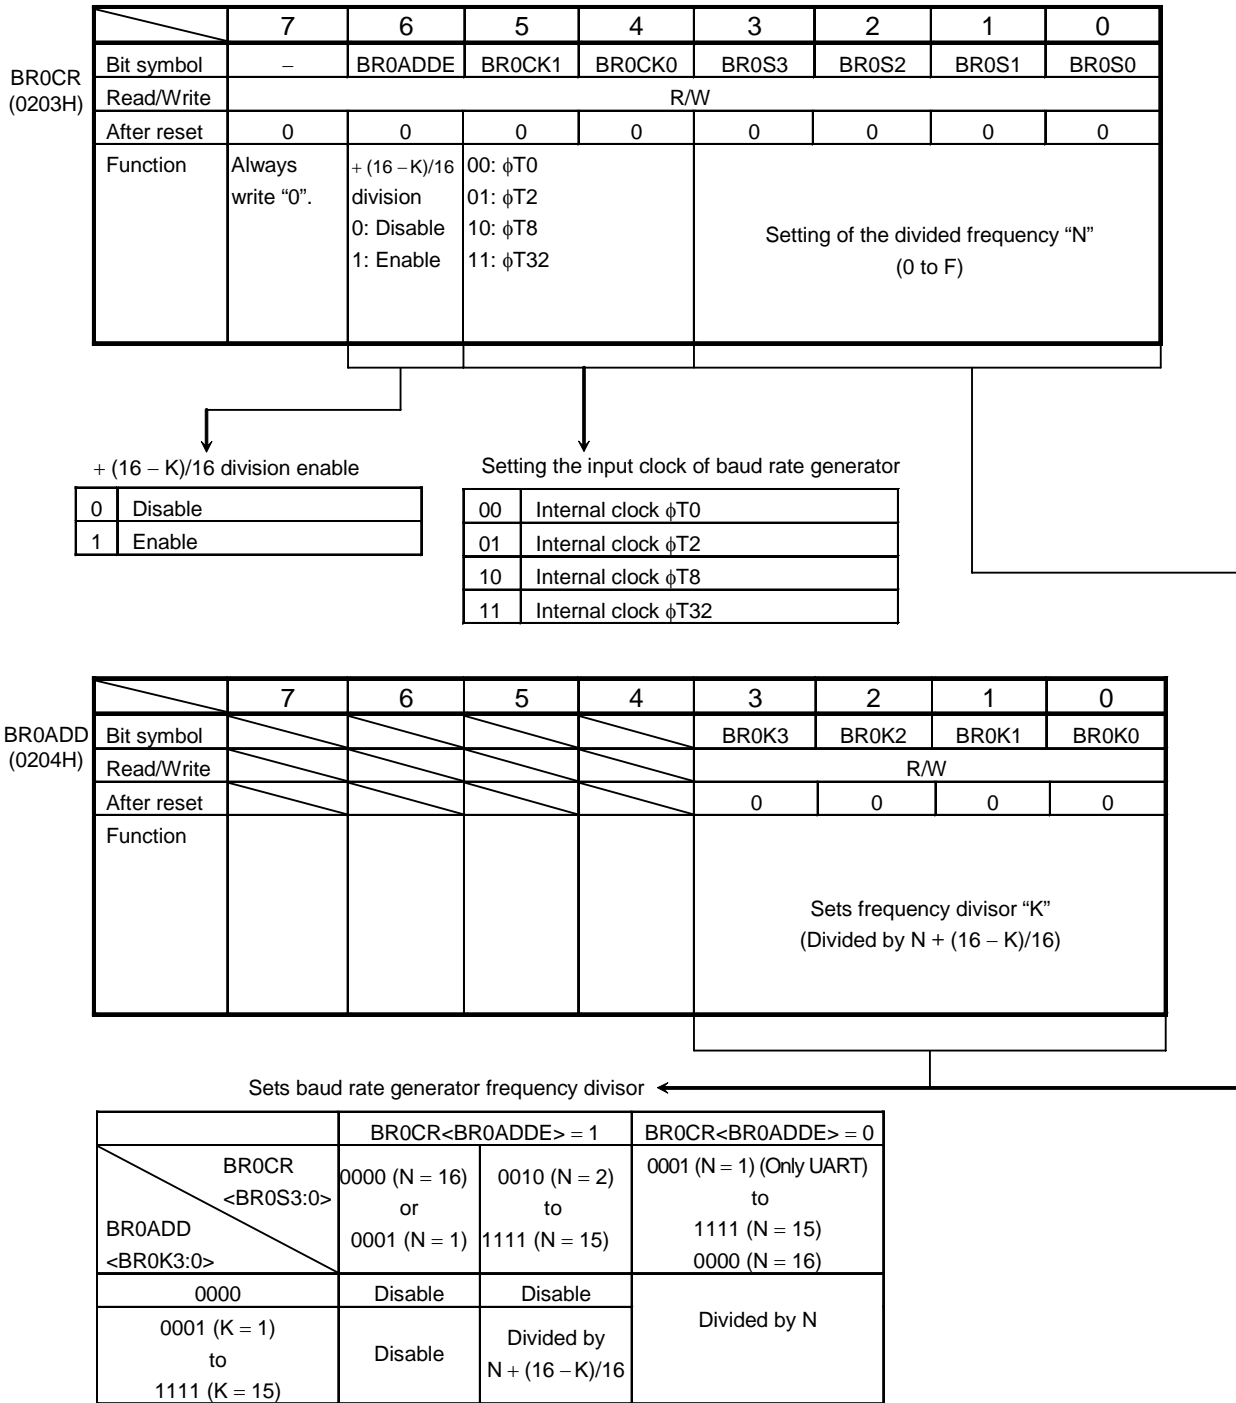 7 6 5 4 3 2 1 0
BR0CR
(0203H)
Bit symbol – BR0ADDE BR0CK1 BR0CK0 BR0S3 BR0S2 BR0S1 BR0S0
Read/Write R/W
After reset 0 0 0 0 0 0 0 0
Function
Always
write “0”.
+ (16 – K)/16
division
0: Disable
1: Enable
00: ϕT0
01: ϕT2
10: ϕT8
11: ϕT32
Setting of the divided frequency “N”
(0 to F)
+ (16 – K)/16 division enable
0 Disable
1 Enable
Setting the input clock of baud rate generator
00 Internal clock ϕT0
01 Internal clock ϕT2
10 Internal clock ϕT8
11 Internal clock ϕT32
7 6 5 4 3 2 1 0
BR0ADD
(0204H)
Bit symbol BR0K3 BR0K2 BR0K1 BR0K0
Read/Write R/W
After reset 0 0 0 0
Function
Sets frequency divisor “K”
(Divided by N + (16 – K)/16)
Sets baud rate generator frequency divisor
BR0CR<BR0ADDE> = 1 BR0CR<BR0ADDE> = 0
BR0CR
<BR0S3:0>
BR0ADD
<BR0K3:0>
0000 (N = 16)
or
0001 (N = 1)
0010 (N = 2)
to
1111 (N = 15)
0001 (N = 1) (Only UART)
to
1111 (N = 15)
0000 (N = 16)
0000 Disable Disable
Divided by N
0001 (K = 1)
to
1111 (K = 15)
Disable
Divided by
N + (16 – K)/16